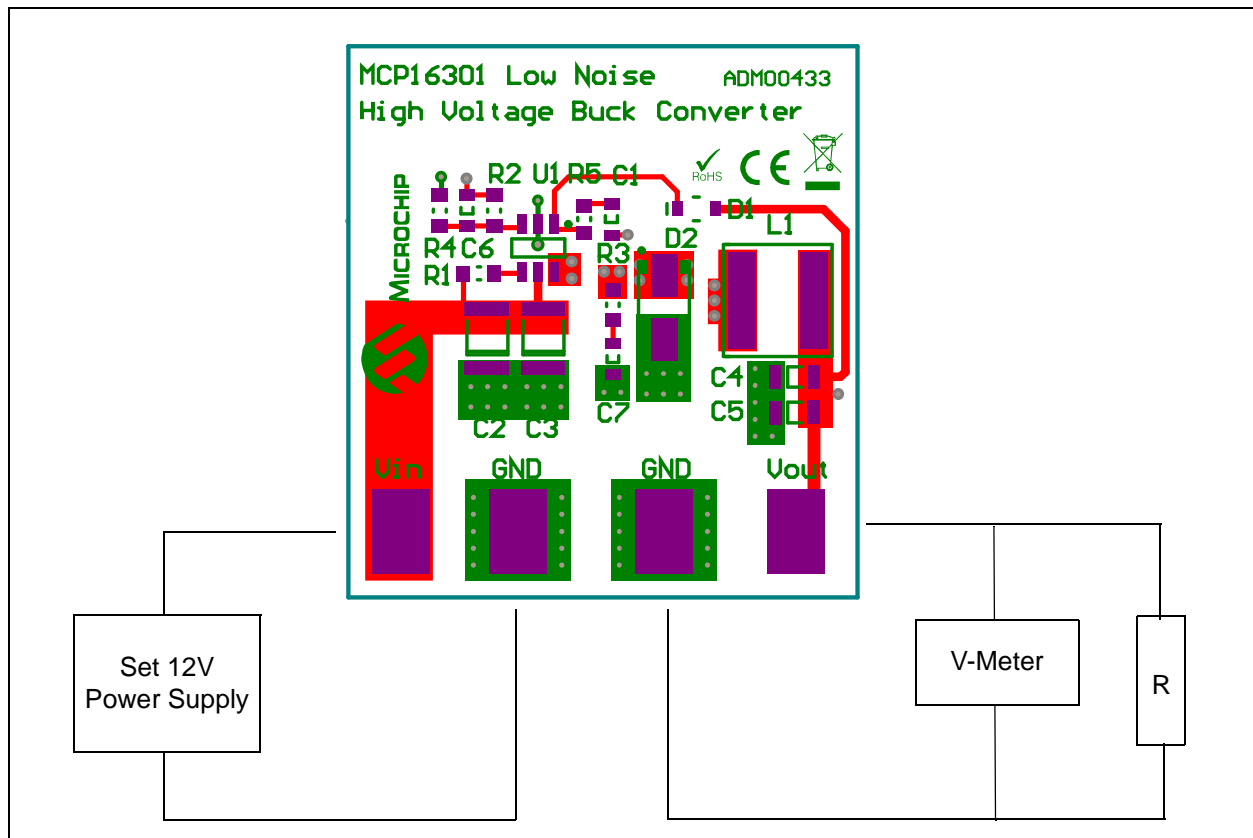 MCP16301 Low Noise ADM00433
High Voltage Buck Converter
RoHS CE
R2 U1 R5 C1
MICROCHIP
D1
L1
R4 C6 R3 D2
R1
C4
C5
C2 C3 C7
Vin GND GND Vout
Set 12V
Power Supply
V-Meter
R